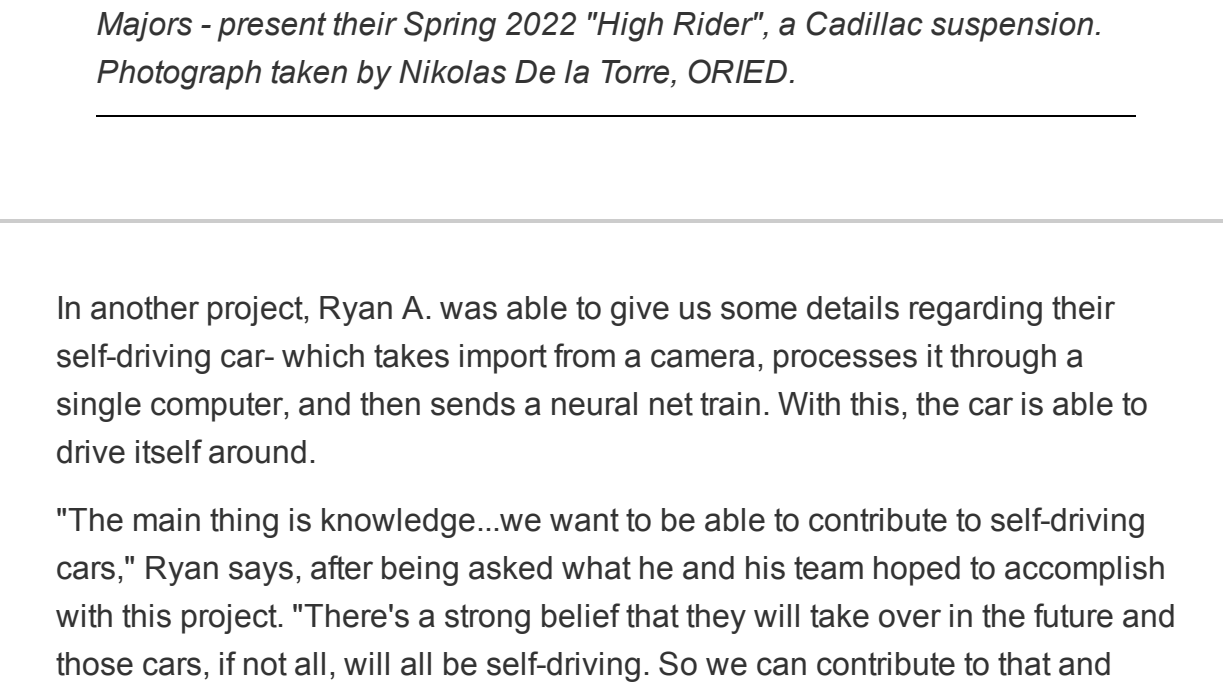 Majors - present their Spring 2022 "High Rider", a Cadillac suspension.
Photograph taken by Nikolas De la Torre, ORIED.
In another project, Ryan A. was able to give us some details regarding their
self-driving car- which takes import from a camera, processes it through a
single computer, and then sends a neural net train. With this, the car is able to
drive itself around.
"The main thing is knowledge...we want to be able to contribute to self-driving
cars," Ryan says, after being asked what he and his team hoped to accomplish
with this project. "There's a strong belief that they will take over in the future and
those cars, if not all, will all be self-driving. So we can contribute to that and